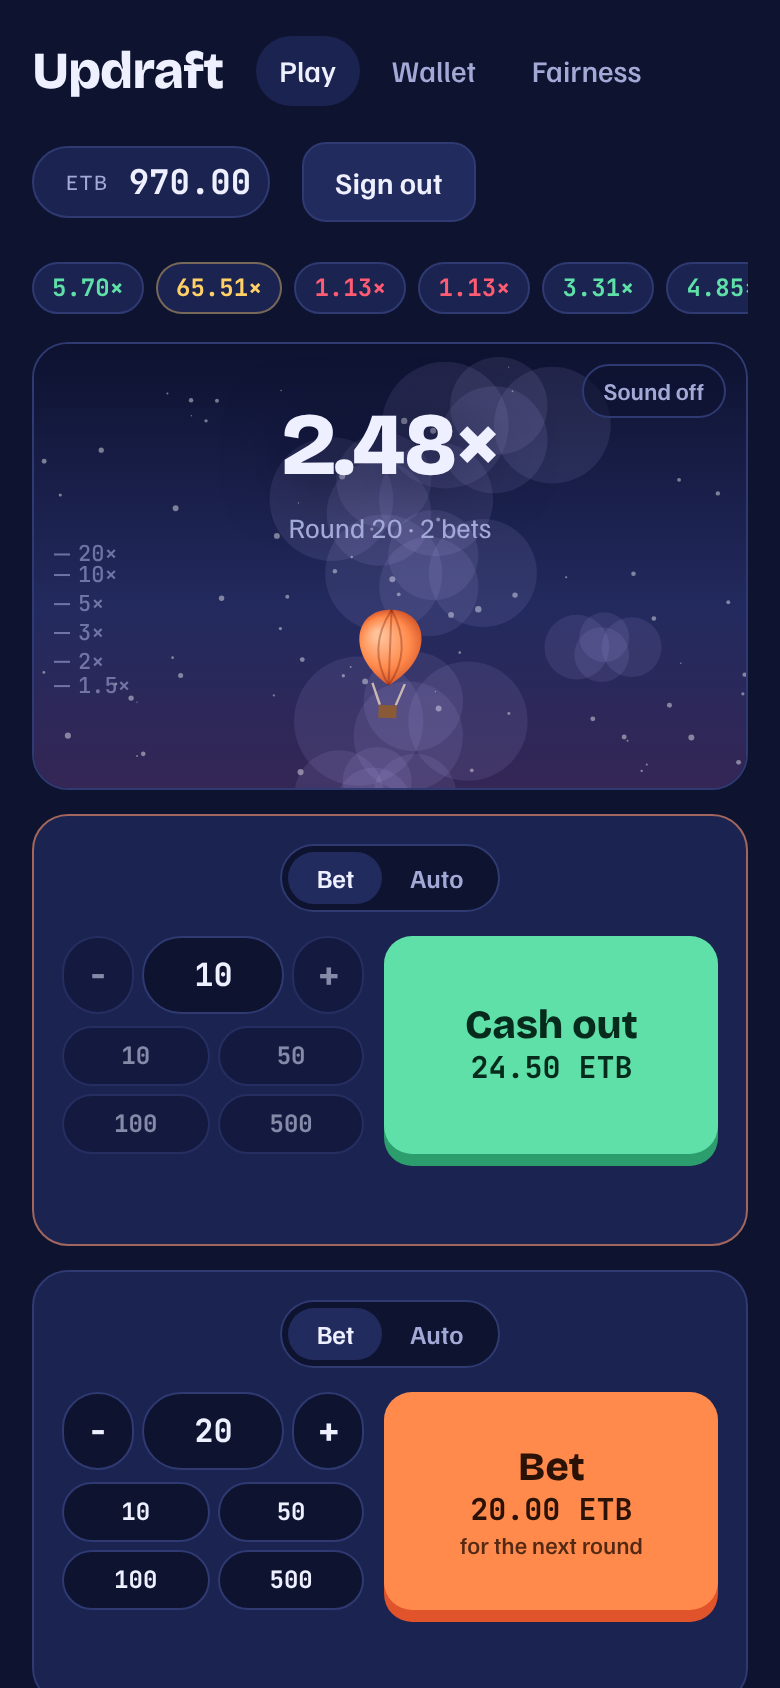 Updraft Play Wallet Fairness
ETB 970.00 Sign out
5.70× 65.51× 1.13× 1.13× 3.31× 4.85×
Sound off
2.48×
Round 20 · 2 bets
20×
10×
5×
3×
2×
1.5×
Bet Auto
- 10 +
10 50
100 500
Cash out
24.50 ETB
Bet Auto
- 20 +
10 50
100 500
Bet
20.00 ETB
for the next round